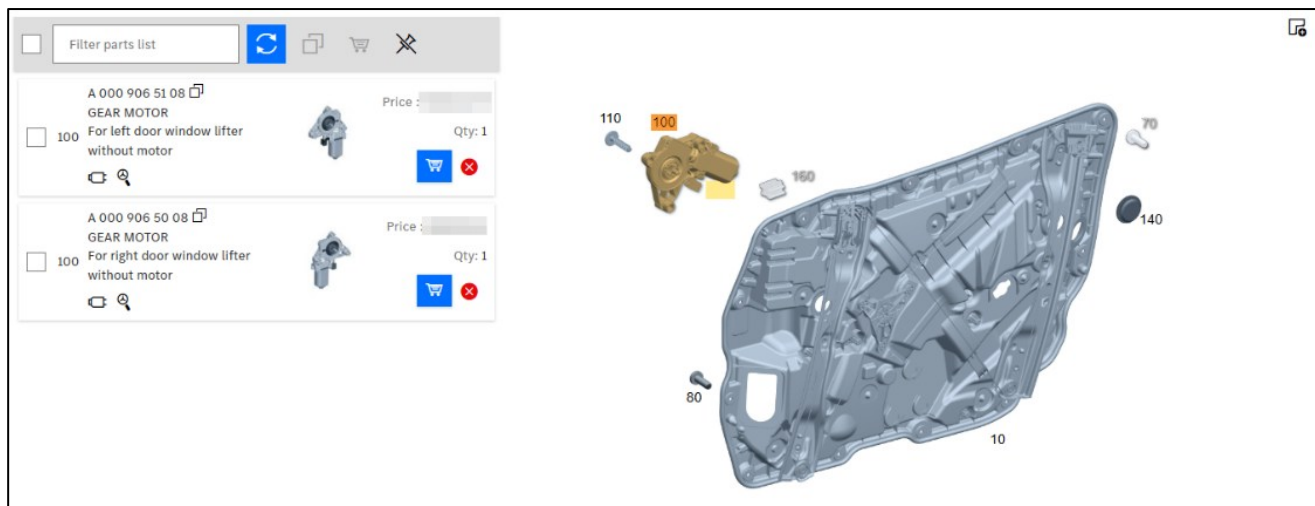 Filter parts list
A 000 906 51 08
GEAR MOTOR
100 For left door window lifter
without motor
Price :
Qty: 1
A 000 906 50 08
GEAR MOTOR
100 For right door window lifter
without motor
Price :
Qty: 1
110
100
70
160
140
80
10